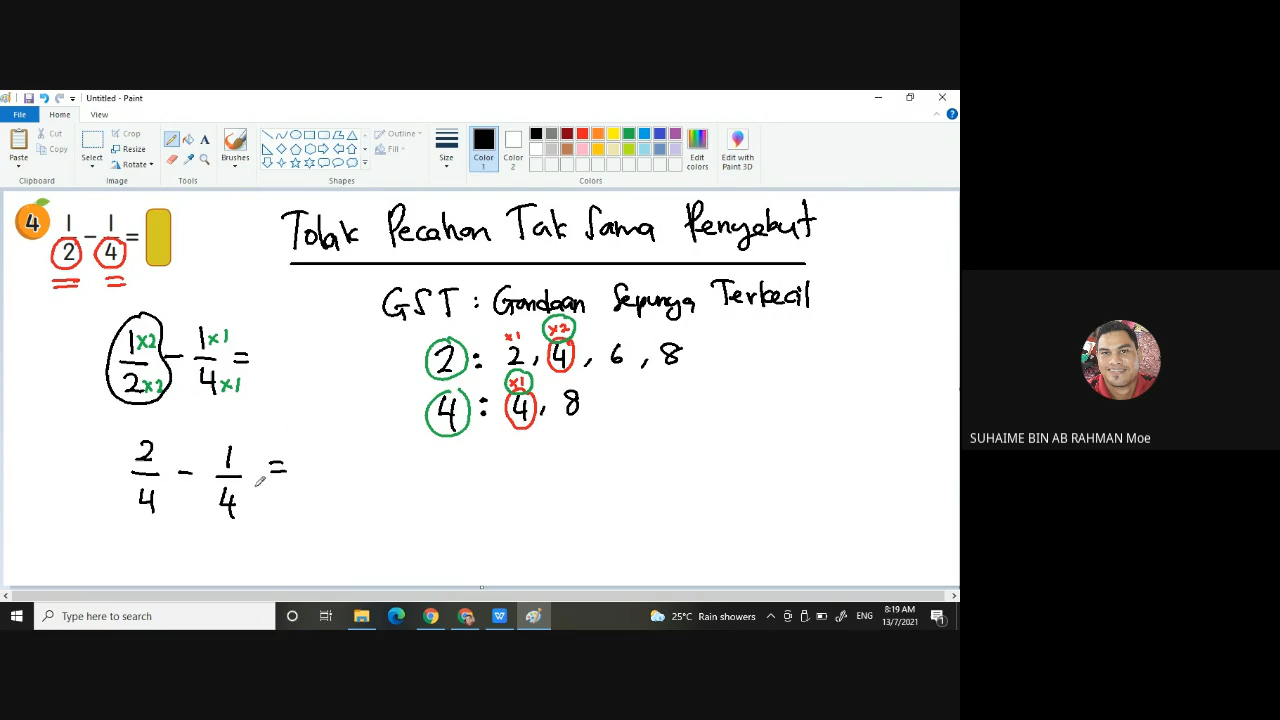 Untitled - Paint
File Home View
Paste Cut Copy Select Crop Resize Rotate Brushes Outline Fill Size Color 1 Color 2 Edit colors Edit with Paint 3D
Clipboard Image Tools Shapes Colors
4 1/2 - 1/4 =
Tolak Pecahan Tak Sama Penyebut
GST : Gandaan Sepunya Terkecil
1×2/2×2 - 1×1/4×1 =
×1 ×2
2 : 2, 4, 6, 8
×1
4 : 4, 8
2/4 - 1/4 =
SUHAIME BIN AB RAHMAN Moe
Type here to search
25°C Rain showers
ENG
8:19 AM
13/7/2021
1